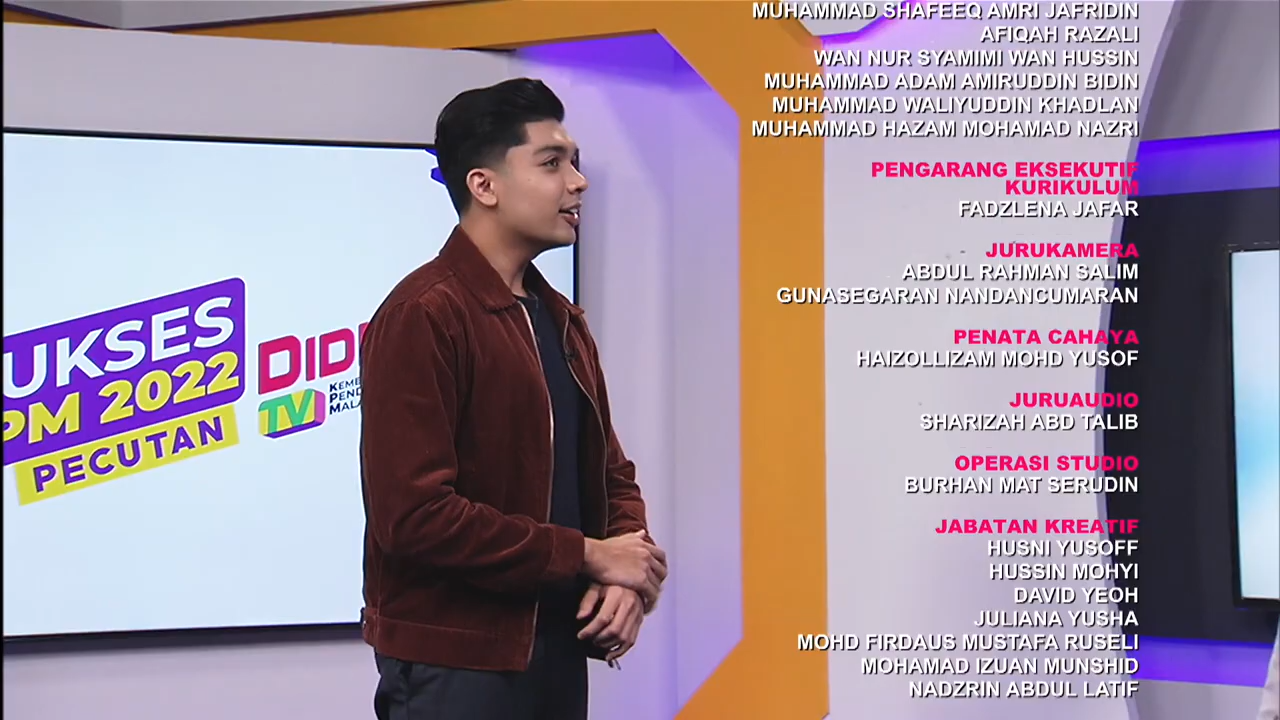 UKSES
PM 2022
PECUTAN
DID
TV
MUHAMMAD SHAFEEQ AMRI JAFRIDIN
AFIQAH RAZALI
WAN NUR SYAMIMI WAN HUSSIN
MUHAMMAD ADAM AMIRUDDIN BIDIN
MUHAMMAD WALIYUDDIN KHADLAN
MUHAMMAD HAZAM MOHAMAD NAZRI
PENGARANG EKSEKUTIF
KURIKULUM
FADZLENA JAFAR
JURUKAMERA
ABDUL RAHMAN SALIM
GUNASEGARAN NANDANCUMARAN
PENATA CAHAYA
HAIZOLLIZAM MOHD YUSOF
JURUAUDIO
SHARIZAH ABD TALIB
OPERASI STUDIO
BURHAN MAT SERUDIN
JABATAN KREATIF
HUSNI YUSOFF
HUSSIN MOHYI
DAVID YEOH
JULIANA YUSHA
MOHD FIRDAUS MUSTAFA RUSELI
MOHAMAD IZUAN MUNSHID
NADZRIN ABDUL LATIF